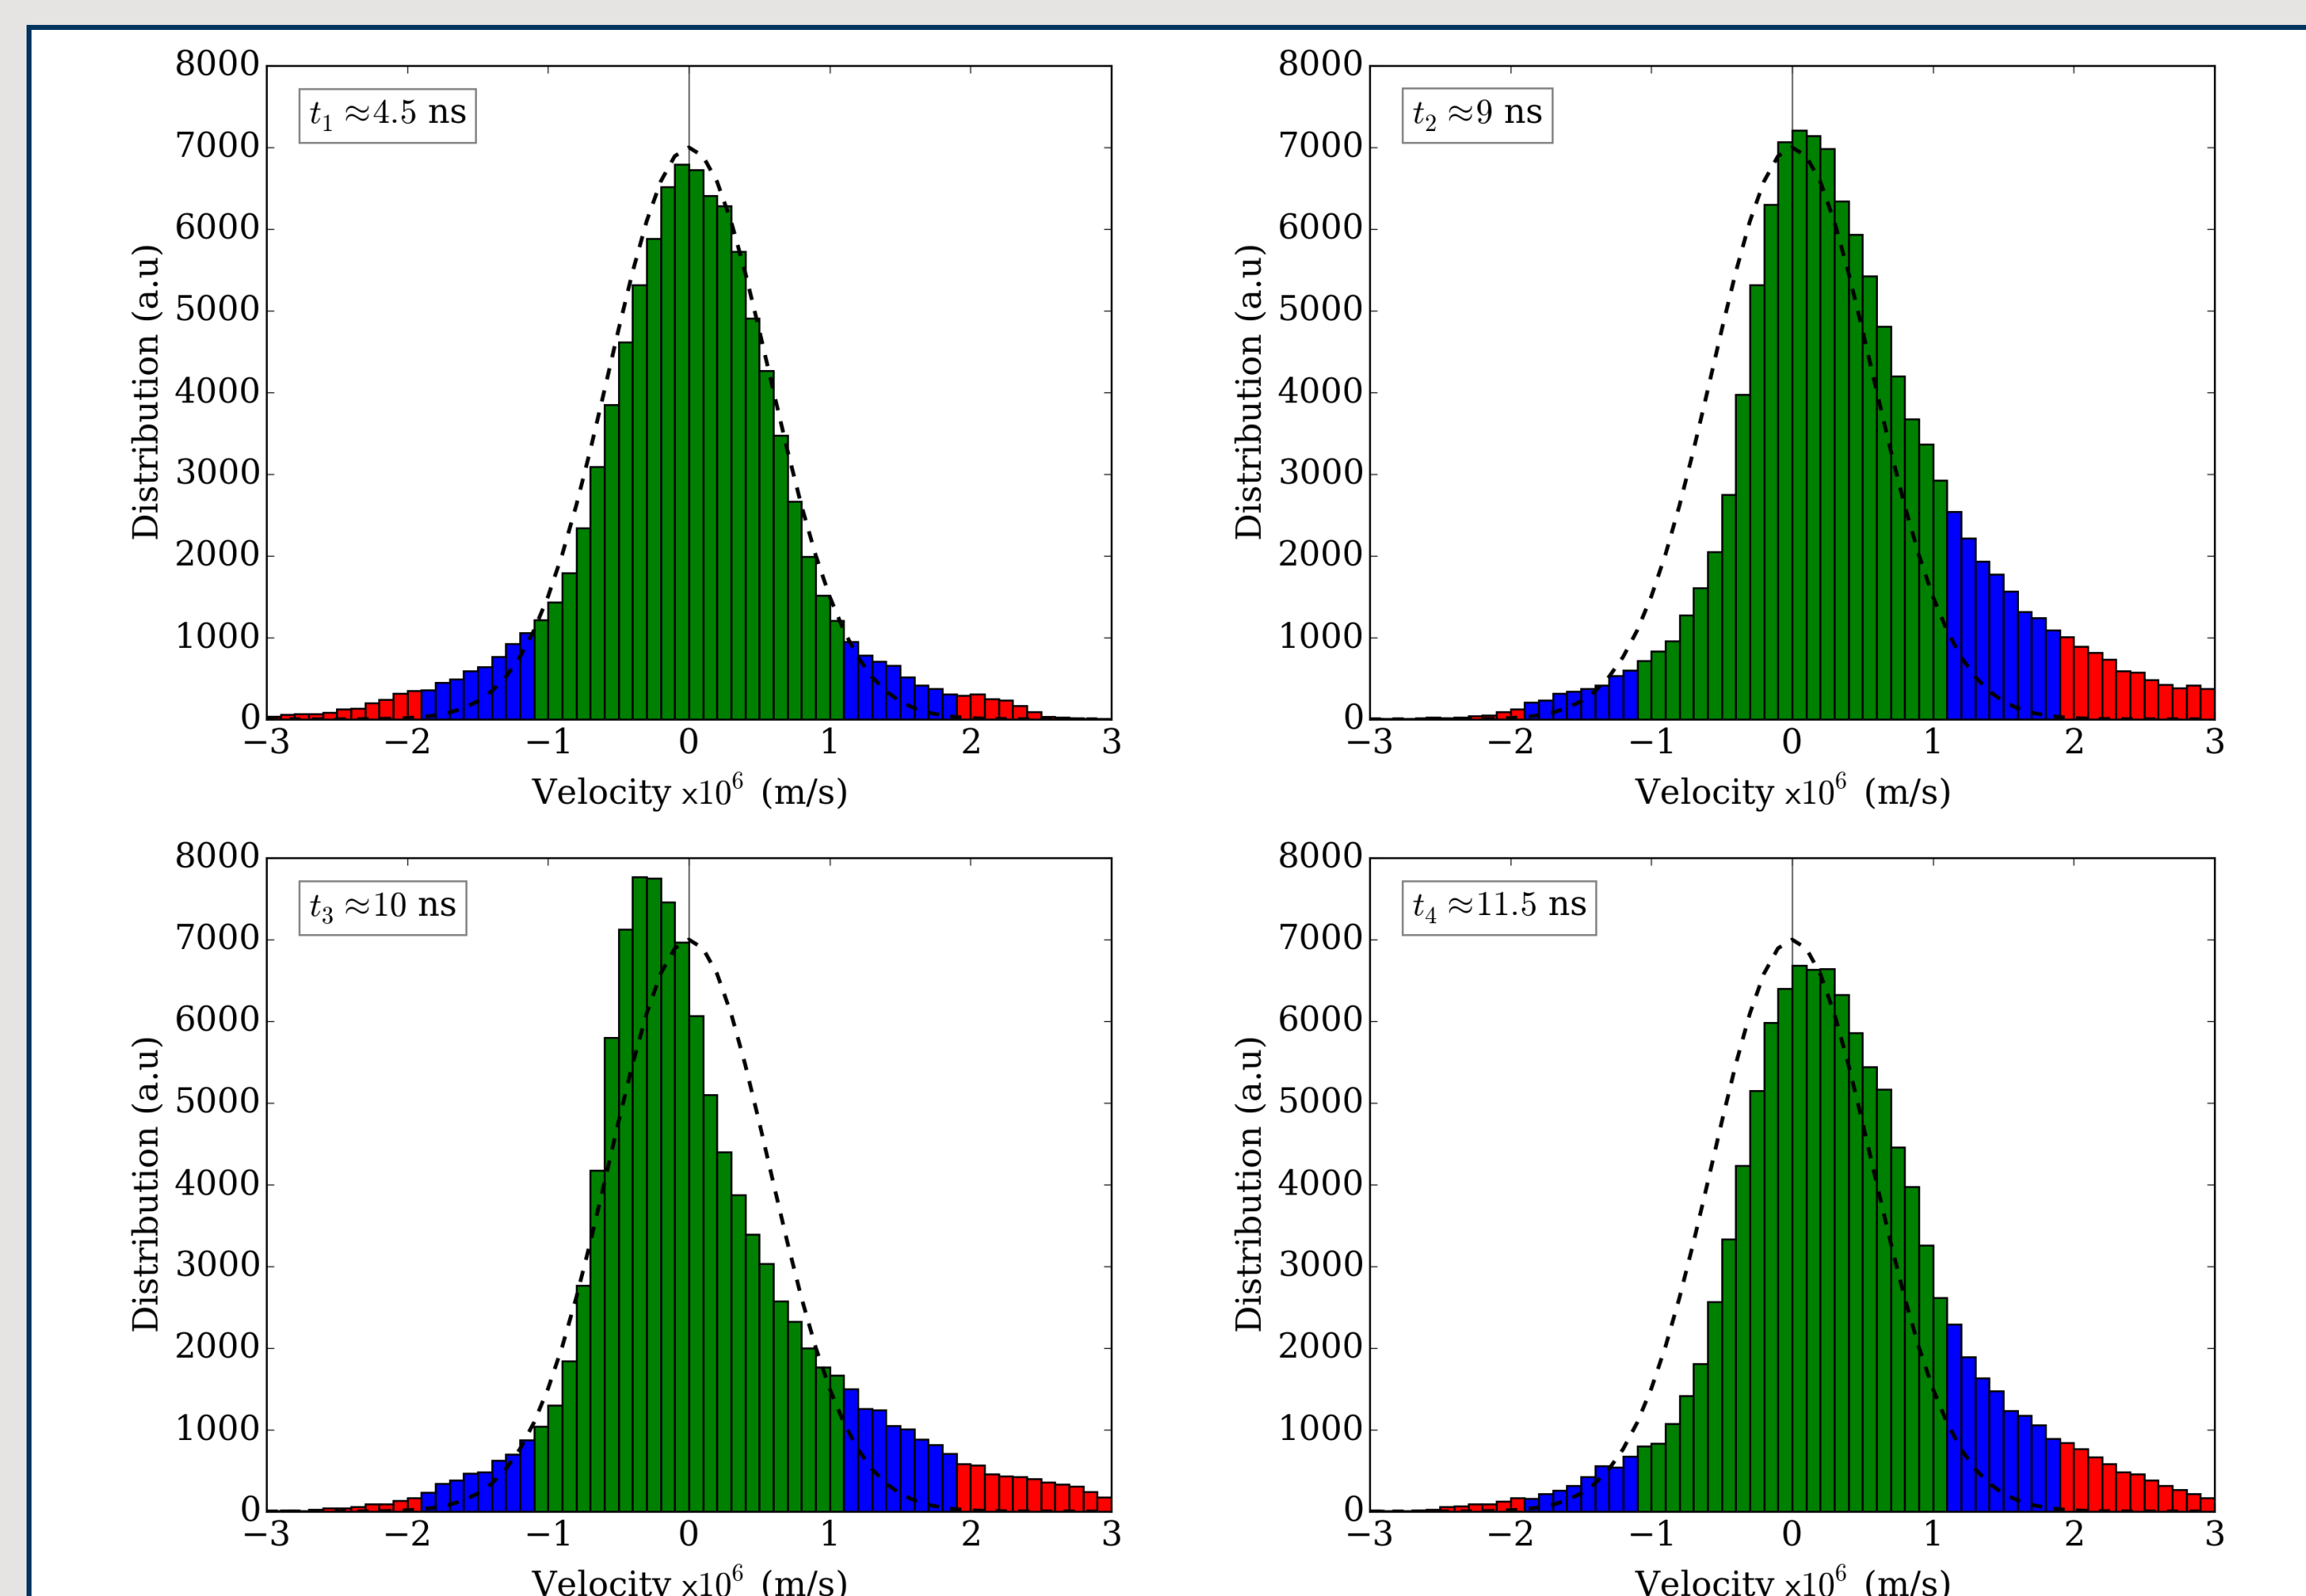 t1 ≈4.5 ns
8000
7000
6000
5000
4000
3000
2000
1000
0
Distribution (a.u)
−3 −2 −1 0 1 2 3
Velocity x10^6 (m/s)
t2 ≈9 ns
8000
7000
6000
5000
4000
3000
2000
1000
0
Distribution (a.u)
−3 −2 −1 0 1 2 3
Velocity x10^6 (m/s)
t3 ≈10 ns
8000
7000
6000
5000
4000
3000
2000
1000
0
Distribution (a.u)
−3 −2 −1 0 1 2 3
Velocity x10^6 (m/s)
t4 ≈11.5 ns
8000
7000
6000
5000
4000
3000
2000
1000
0
Distribution (a.u)
−3 −2 −1 0 1 2 3
Velocity x10^6 (m/s)